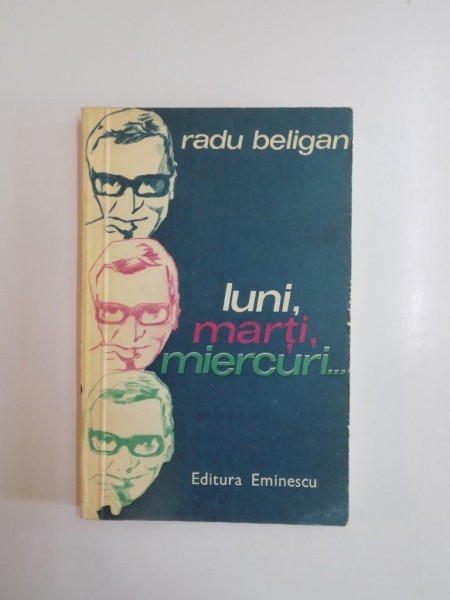 radu beligan
luni,
marți,
miercuri...
Editura Eminescu